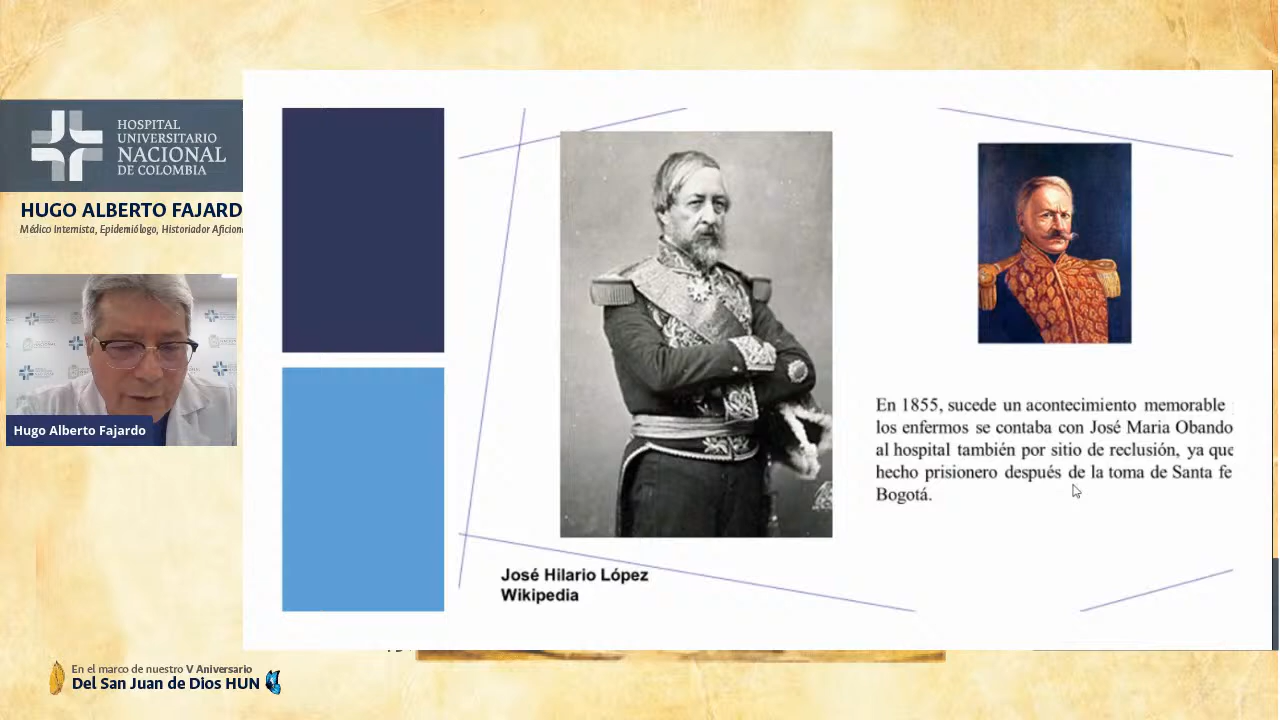 HOSPITAL
UNIVERSITARIO
NACIONAL
DE COLOMBIA
HUGO ALBERTO FAJARD
Médico Internista, Epidemiólogo, Historiador Aficion
Hugo Alberto Fajardo
José Hilario López
Wikipedia
En 1855, sucede un acontecimiento memorable
los enfermos se contaba con José Maria Obando
al hospital también por sitio de reclusión, ya que
hecho prisionero después de la toma de Santa fe
Bogotá.
En el marco de nuestro V Aniversario
Del San Juan de Dios HUN